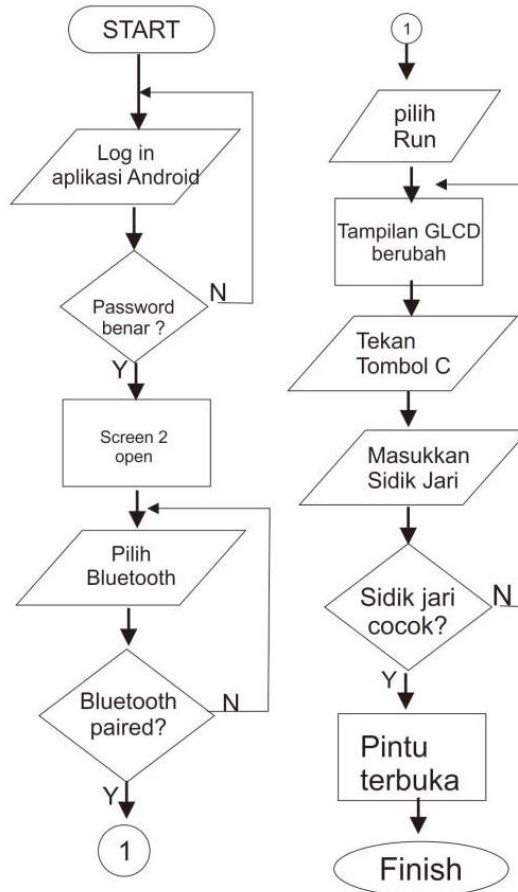 START
Log in
aplikasi Android
Password
benar ?
N
Y
Screen 2
open
Pilih
Bluetooth
Bluetooth
paired?
N
Y
1
1
pilih
Run
Tampilan GLCD
berubah
Tekan
Tombol C
Masukkan
Sidik Jari
Sidik jari
cocok?
N
Y
Pintu
terbuka
Finish